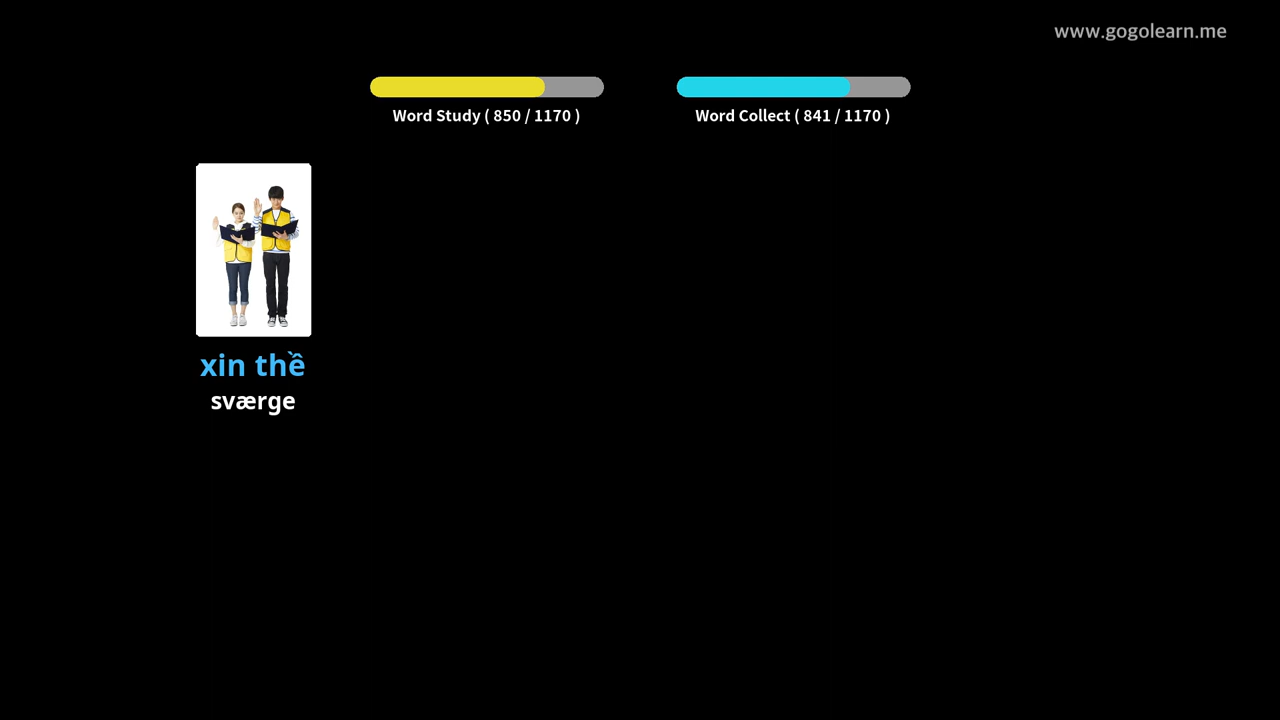 www.gogolearn.me
Word Study ( 850 / 1170 )
Word Collect ( 841 / 1170 )
xin thề
sværge